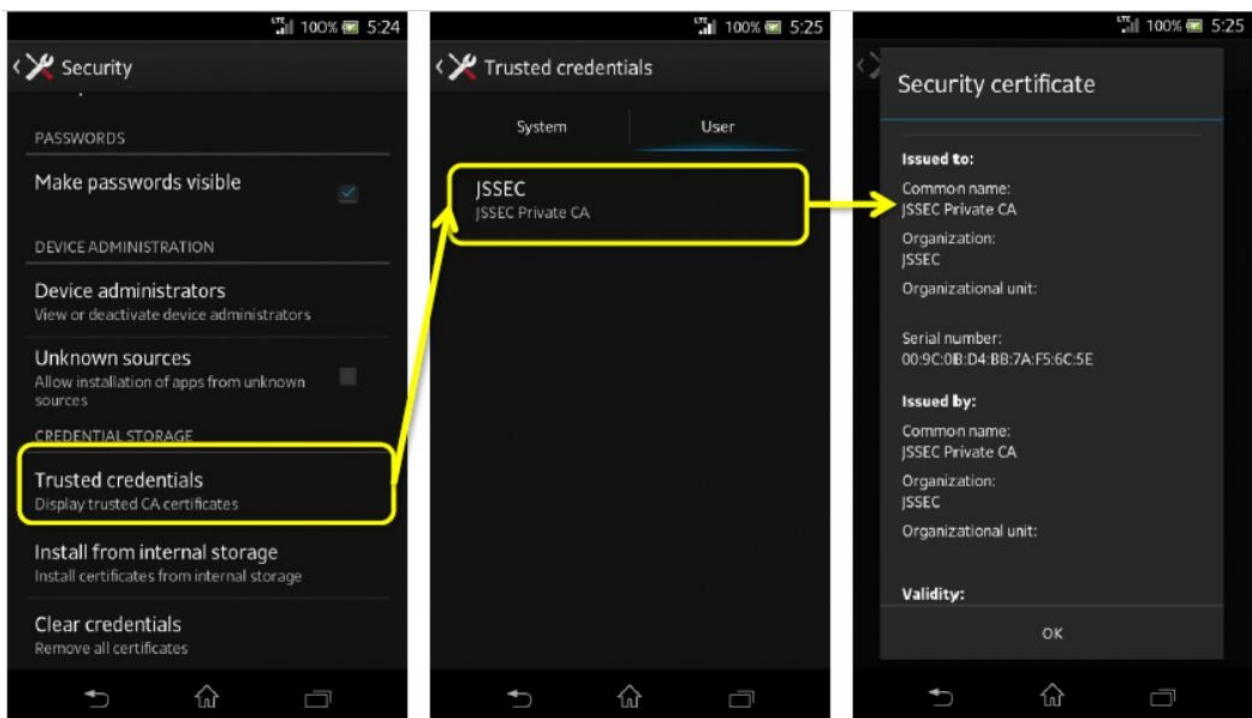 LTE 100% 5:24
Security
PASSWORDS
Make passwords visible
DEVICE ADMINISTRATION
Device administrators
View or deactivate device administrators
Unknown sources
Allow installation of apps from unknown
sources
CREDENTIAL STORAGE
Trusted credentials
Display trusted CA certificates
Install from internal storage
Install certificates from internal storage
Clear credentials
Remove all certificates
LTE 100% 5:25
Trusted credentials
System User
JSSEC
JSSEC Private CA
LTE 100% 5:25
Security certificate
Issued to:
Common name:
JSSEC Private CA
Organization:
JSSEC
Organizational unit:
Serial number:
00:9C:0B:D4:BB:7A:F5:6C:5E
Issued by:
Common name:
JSSEC Private CA
Organization:
JSSEC
Organizational unit:
Validity:
OK